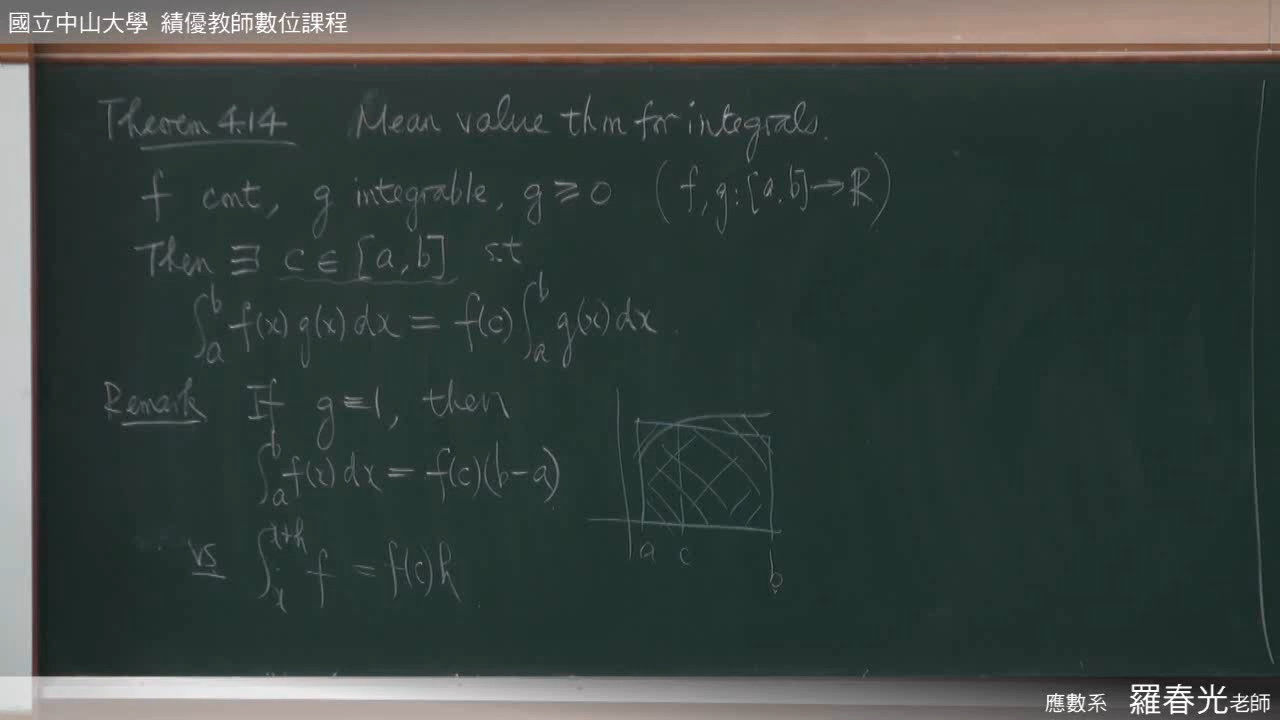 國立中山大學 績優教師數位課程
Theorem 4.14 Mean value thm for integrals.
f cnt, g integrable, g ≥ 0 (f, g : [a, b] → R)
Then ∃ c ∈ [a, b] s.t
∫_a^b f(x) g(x) dx = f(c) ∫_a^b g(x) dx
Remark If g ≡ 1, then
∫_a^b f(x) dx = f(c)(b-a)
vs ∫_x^{x+h} f = f(c) h
a c b
應數系 羅春光老師